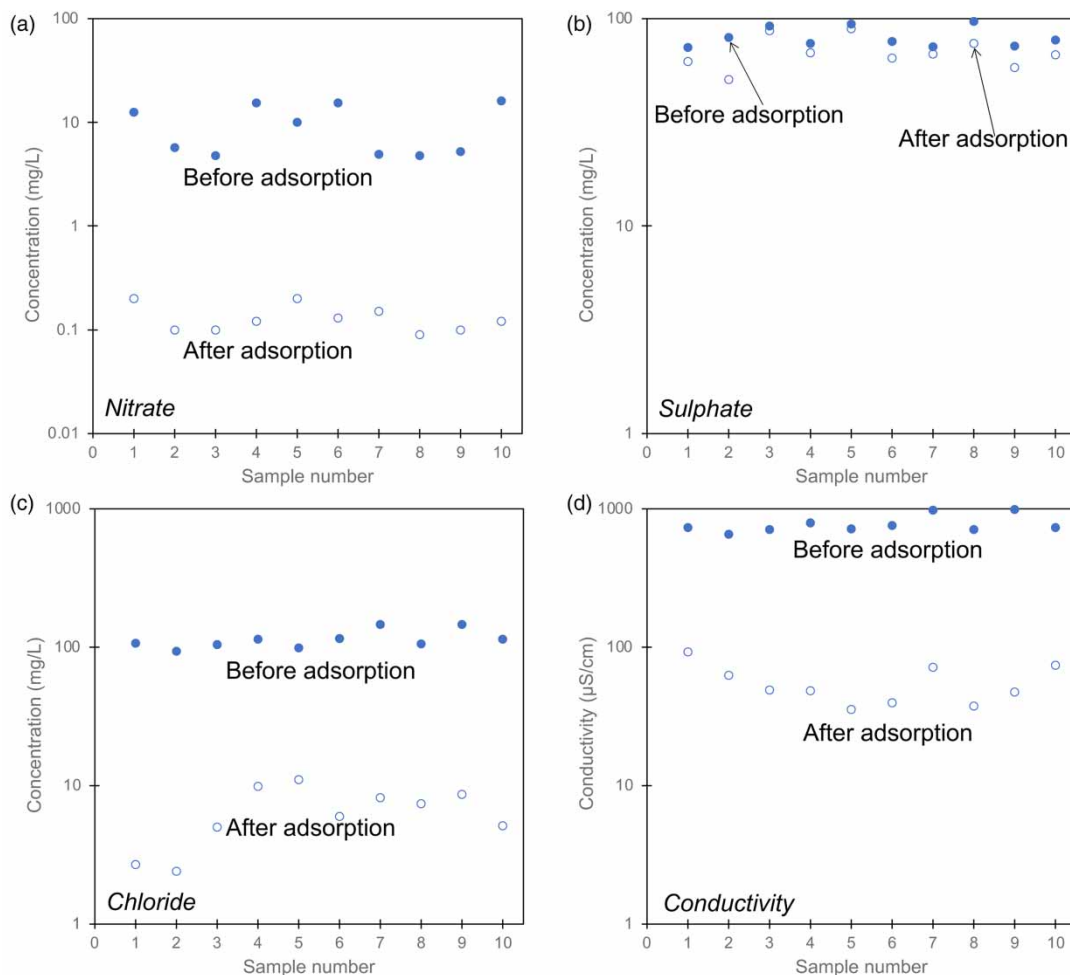 (a)
100
10
1
0.1
0.01
Concentration (mg/L)
Before adsorption
After adsorption
Nitrate
0 1 2 3 4 5 6 7 8 9 10
Sample number
(b)
100
10
1
Concentration (mg/L)
Before adsorption
After adsorption
Sulphate
0 1 2 3 4 5 6 7 8 9 10
Sample number
(c)
1000
100
10
1
Concentration (mg/L)
Before adsorption
After adsorption
Chloride
0 1 2 3 4 5 6 7 8 9 10
Sample number
(d)
1000
100
10
1
Conductivity (µS/cm)
Before adsorption
After adsorption
Conductivity
0 1 2 3 4 5 6 7 8 9 10
Sample number